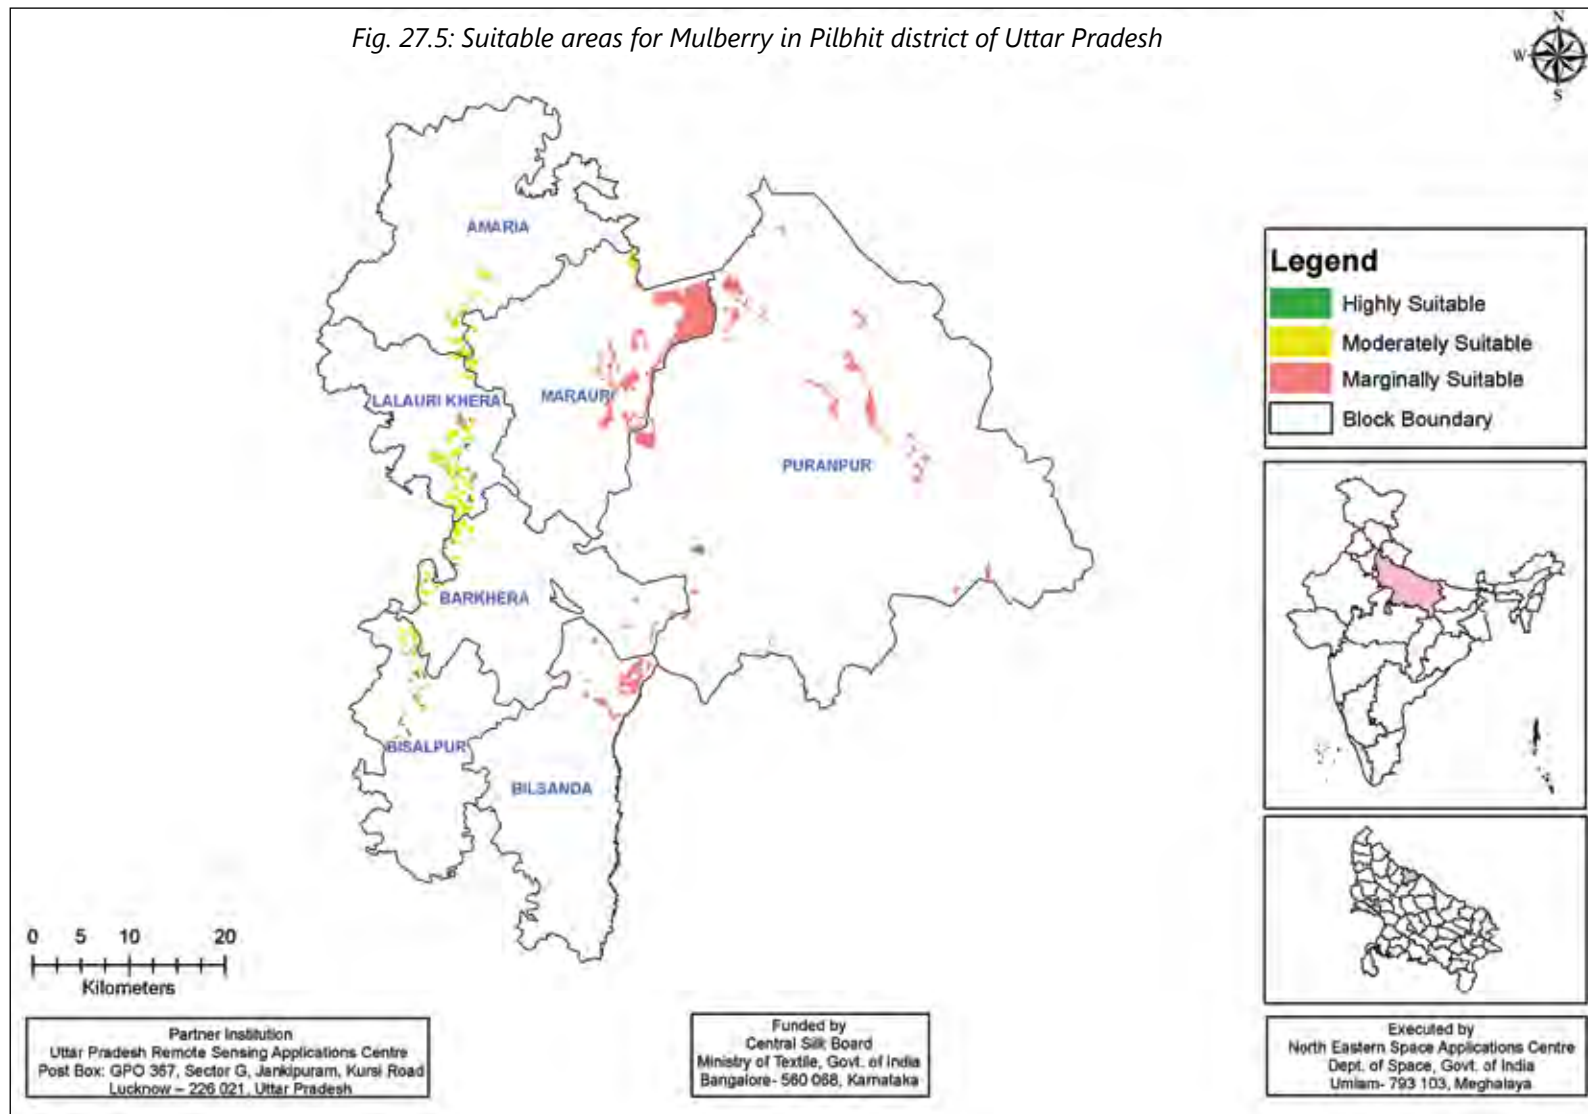 Fig. 27.5: Suitable areas for Mulberry in Pilbhit district of Uttar Pradesh
N
W
S
AMARIA
LALAURI KHERA
MARAURI
PURANPUR
BARKHERA
BISALPUR
BILSANDA
Legend
Highly Suitable
Moderately Suitable
Marginally Suitable
Block Boundary
0 5 10 20
Kilometers
Partner Institution
Uttar Pradesh Remote Sensing Applications Centre
Post Box: GPO 367, Sector G, Jankipuram, Kursi Road
Lucknow – 226 021, Uttar Pradesh
Funded by
Central Silk Board
Ministry of Textile, Govt. of India
Bangalore- 560 068, Karnataka
Executed by
North Eastern Space Applications Centre
Dept. of Space, Govt. of India
Umiam- 793 103, Meghalaya